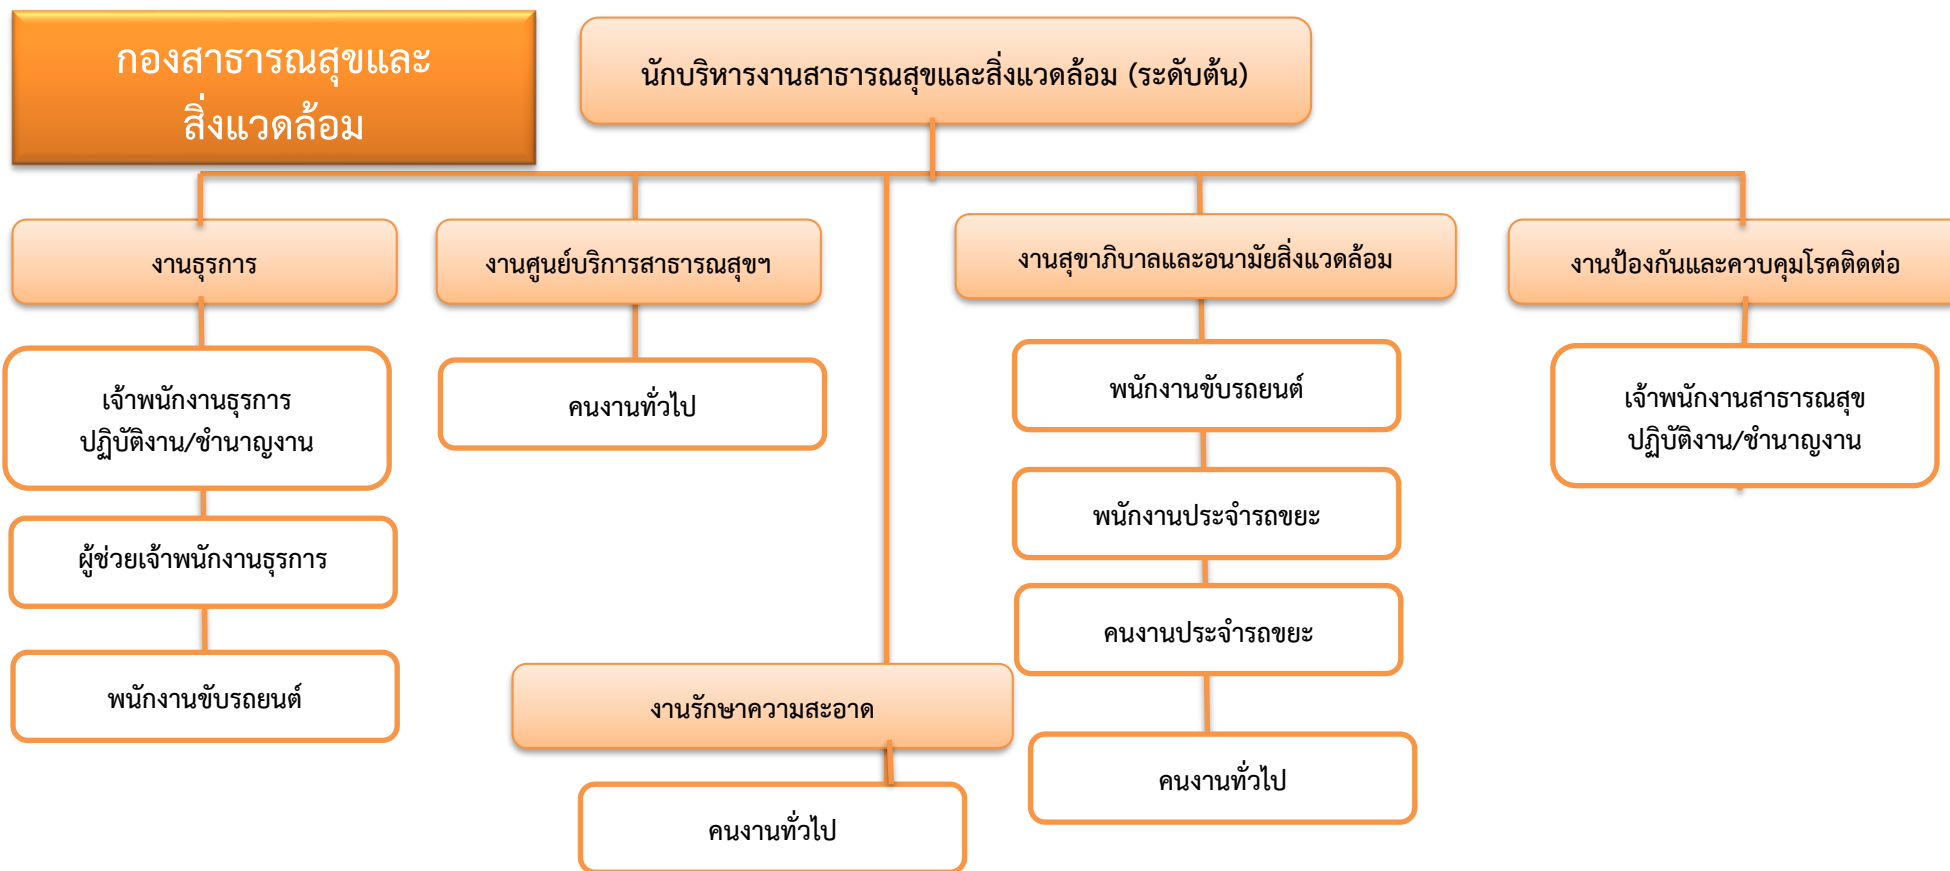 กองสาธารณสุขและ
สิ่งแวดล้อม
นักบริหารงานสาธารณสุขและสิ่งแวดล้อม (ระดับต้น)
งานธุรการ
เจ้าพนักงานธุรการ
ปฏิบัติงาน/ชำนาญงาน
ผู้ช่วยเจ้าพนักงานธุรการ
พนักงานขับรถยนต์
งานศูนย์บริการสาธารณสุขฯ
คนงานทั่วไป
งานรักษาความสะอาด
คนงานทั่วไป
งานสุขาภิบาลและอนามัยสิ่งแวดล้อม
พนักงานขับรถยนต์
พนักงานประจำรถขยะ
คนงานประจำรถขยะ
คนงานทั่วไป
งานป้องกันและควบคุมโรคติดต่อ
เจ้าพนักงานสาธารณสุข
ปฏิบัติงาน/ชำนาญงาน